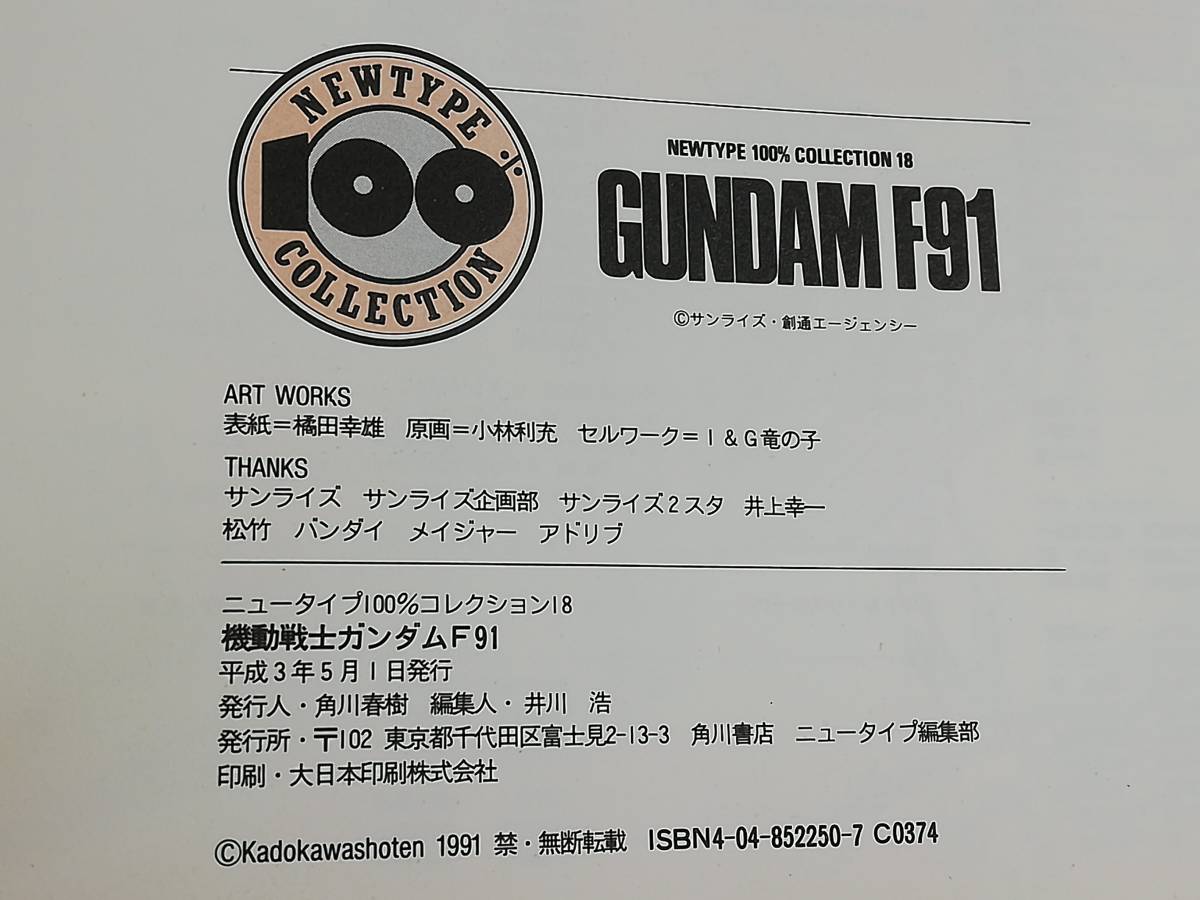 NEWTYPE
100%
COLLECTION
NEWTYPE 100% COLLECTION 18
GUNDAM F91
©サンライズ・創通エージェンシー
ART WORKS
表紙＝橘田幸雄　原画＝小林利充　セルワーク＝I＆G竜の子
THANKS
サンライズ　サンライズ企画部　サンライズ2スタ　井上幸一
松竹　バンダイ　メイジャー　アドリブ
ニュータイプ100％コレクション18
機動戦士ガンダムF91
平成3年5月1日発行
発行人・角川春樹　編集人・井川　浩
発行所・〒102 東京都千代田区富士見2-13-3　角川書店　ニュータイプ編集部
印刷・大日本印刷株式会社
©Kadokawashoten 1991 禁・無断転載　ISBN4-04-852250-7 C0374